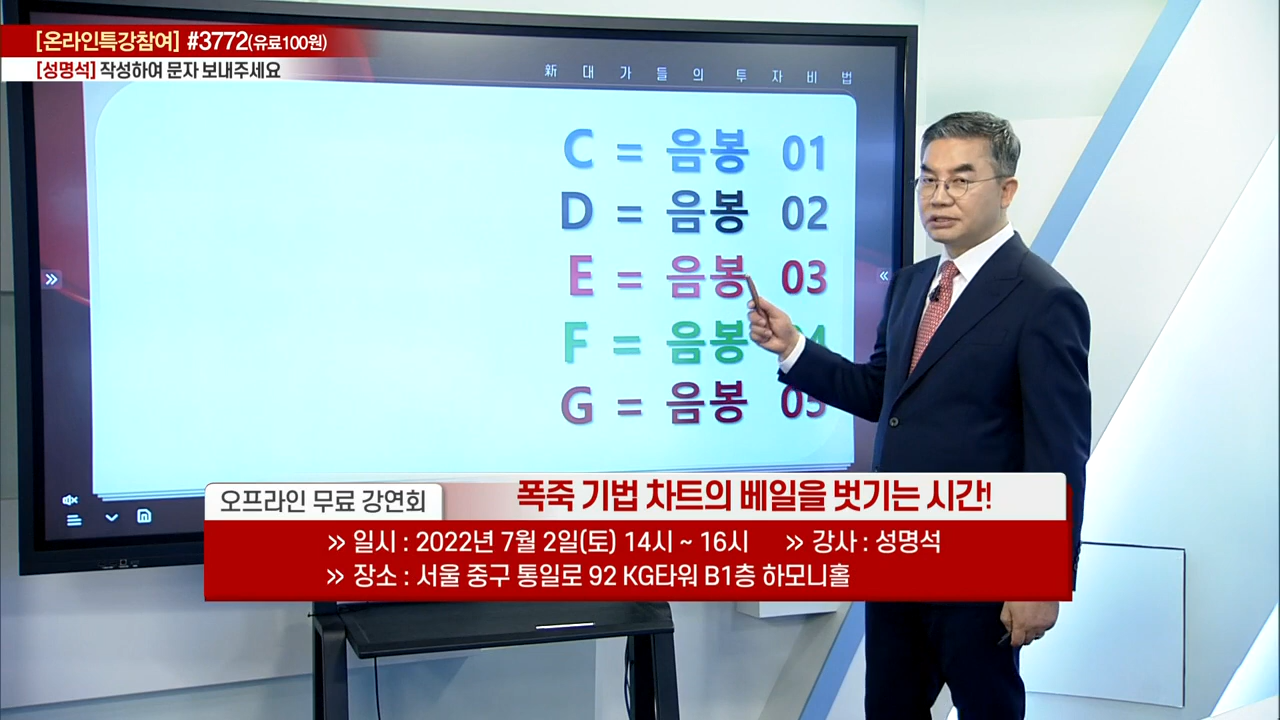 [온라인특강참여] #3772(유료100원)
[성명석] 작성하여 문자 보내주세요
新 대 가 들 의 투 자 비 법
C = 음봉 01
D = 음봉 02
E = 음봉 03
F = 음봉 04
G = 음봉 05
오프라인 무료 강연회
폭죽 기법 차트의 베일을 벗기는 시간!
» 일시 : 2022년 7월 2일(토) 14시 ~ 16시 » 강사 : 성명석
» 장소 : 서울 중구 통일로 92 KG타워 B1층 하모니홀